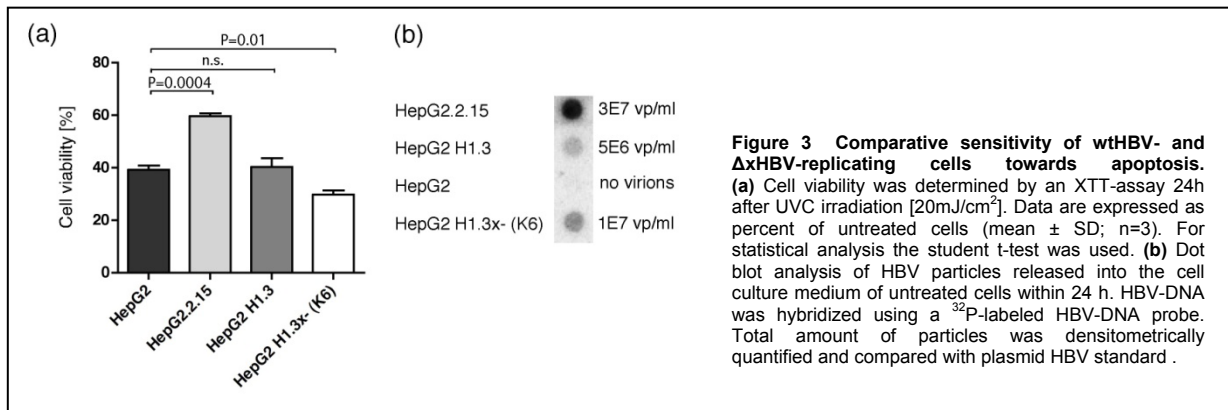 (a)
P=0.01
n.s.
P=0.0004
80
60
40
20
0
Cell viability [%]
HepG2
HepG2.2.15
HepG2 H1.3
HepG2 H1.3x- (K6)
(b)
HepG2.2.15 3E7 vp/ml
HepG2 H1.3 5E6 vp/ml
HepG2 no virions
HepG2 H1.3x- (K6) 1E7 vp/ml
Figure 3 Comparative sensitivity of wtHBV- and
ΔxHBV-replicating cells towards apoptosis.
(a) Cell viability was determined by an XTT-assay 24h
after UVC irradiation [20mJ/cm²]. Data are expressed as
percent of untreated cells (mean ± SD; n=3). For
statistical analysis the student t-test was used. (b) Dot
blot analysis of HBV particles released into the cell
culture medium of untreated cells within 24 h. HBV-DNA
was hybridized using a ³²P-labeled HBV-DNA probe.
Total amount of particles was densitometrically
quantified and compared with plasmid HBV standard .